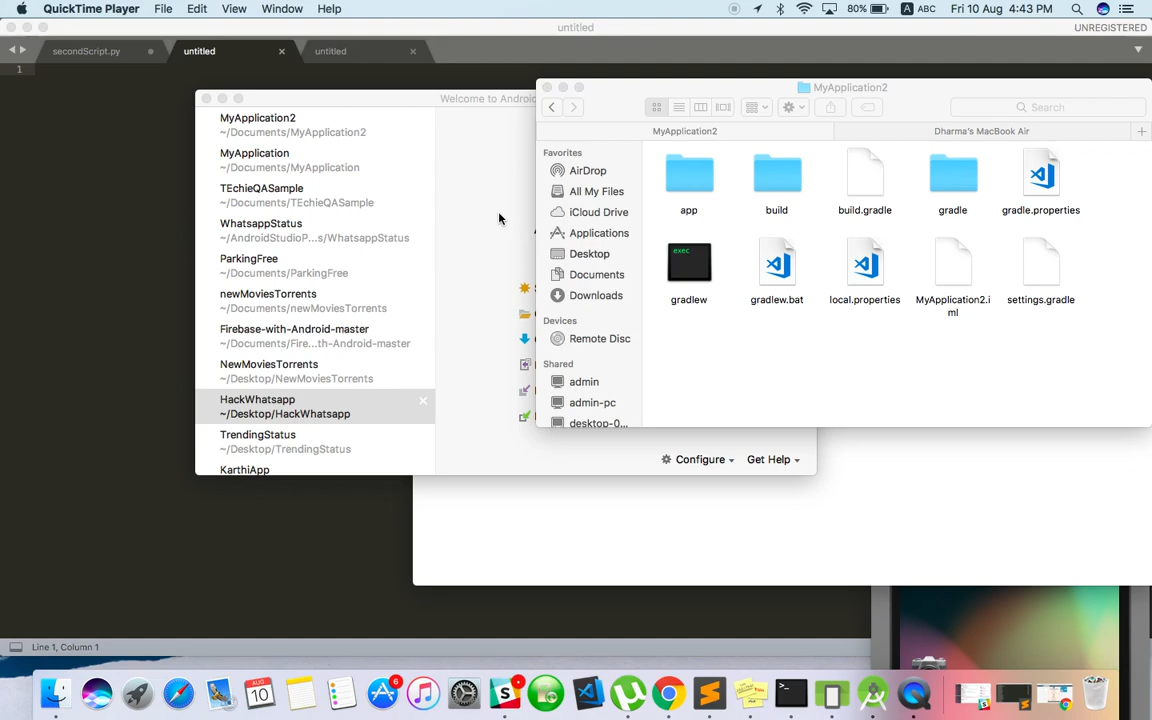 QuickTime Player File Edit View Window Help 80% A ABC Fri 10 Aug 4:43 PM
untitled UNREGISTERED
secondScript.py untitled untitled
1
Welcome to Androi
MyApplication2
~/Documents/MyApplication2
MyApplication
~/Documents/MyApplication
TEchieQASample
~/Documents/TEchieQASample
WhatsappStatus
~/AndroidStudioP...s/WhatsappStatus
ParkingFree
~/Documents/ParkingFree
newMoviesTorrents
~/Documents/newMoviesTorrents
Firebase-with-Android-master
~/Documents/Fire...th-Android-master
NewMoviesTorrents
~/Desktop/NewMoviesTorrents
HackWhatsapp
~/Desktop/HackWhatsapp
TrendingStatus
~/Desktop/TrendingStatus
KarthiApp
Configure Get Help
MyApplication2
Search
MyApplication2 Dharma's MacBook Air
Favorites
AirDrop
All My Files
iCloud Drive
Applications
Desktop
Documents
Downloads
Devices
Remote Disc
Shared
admin
admin-pc
desktop-0...
app build build.gradle gradle gradle.properties
exec
gradlew gradlew.bat local.properties MyApplication2.i
ml
settings.gradle
Line 1, Column 1
AUG
10
6